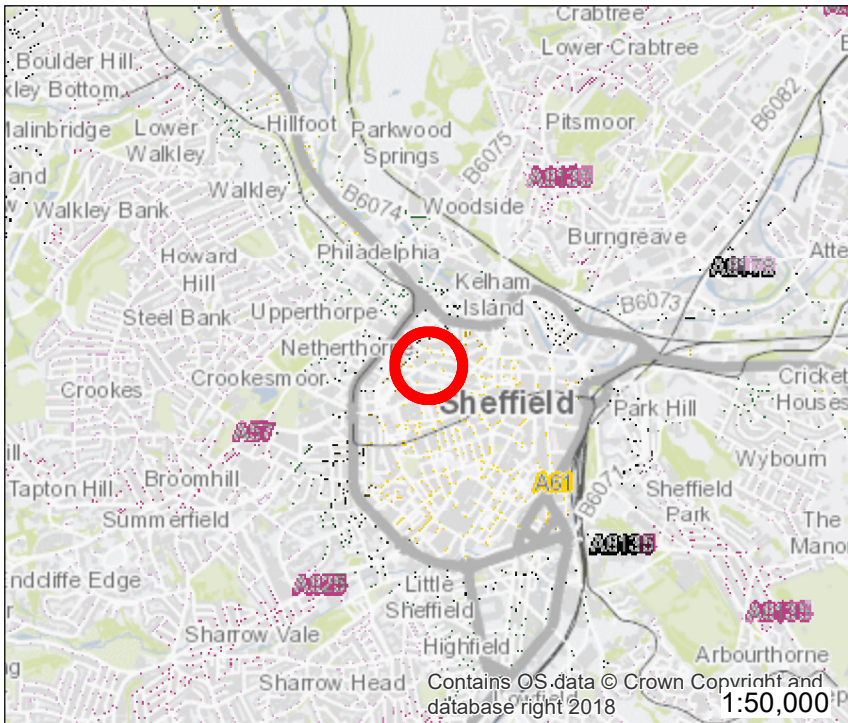 Crabtree
Lower Crabtree
Boulder Hill
kley Bottom
Malinbridge
Lower
Walkley
Hillfoot
Parkwood
Springs
B6075
Pitsmoor
B6082
and
Walkley
B6074
Woodside
Walkley Bank
Burngreave
Howard
Hill
Philadelphia
Atte
Kelham
Island
B6073
Steel Bank
Upperthorpe
Netherthorpe
Crookes
Crookesmoor
Sheffield
Park Hill
Cricket
Houses
A57
ill
Tapton Hill
Broomhill
A61
B6071
Wybourn
Summerfield
Sheffield
Park
The
Manor
A6135
Endcliffe Edge
A625
Little
Sheffield
Sharrow Vale
Highfield
Arbourthorne
Sharrow Head
Contains OS data © Crown Copyright and
database right 2018
1:50,000